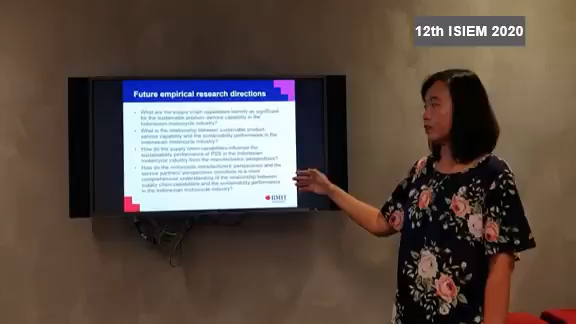 12th ISIEM 2020
Future empirical research directions
• What are the supply chain capabilities identify as significant
for the sustainable product-service capability in the
Indonesian motorcycle industry?
• What is the relationship between sustainable product-
service capability and the sustainability performance in the
Indonesian motorcycle industry?
• How do the supply chain capabilities influence the
sustainability performance of PSS in the Indonesian
motorcycle industry from the perspectives?
• How do the motorcycle manufacturers' perspectives and the
service partners' perspectives contribute to a more
comprehensive understanding of the relationship between
supply chain capabilities and the sustainability performance
in the Indonesian motorcycle industry?
RMIT